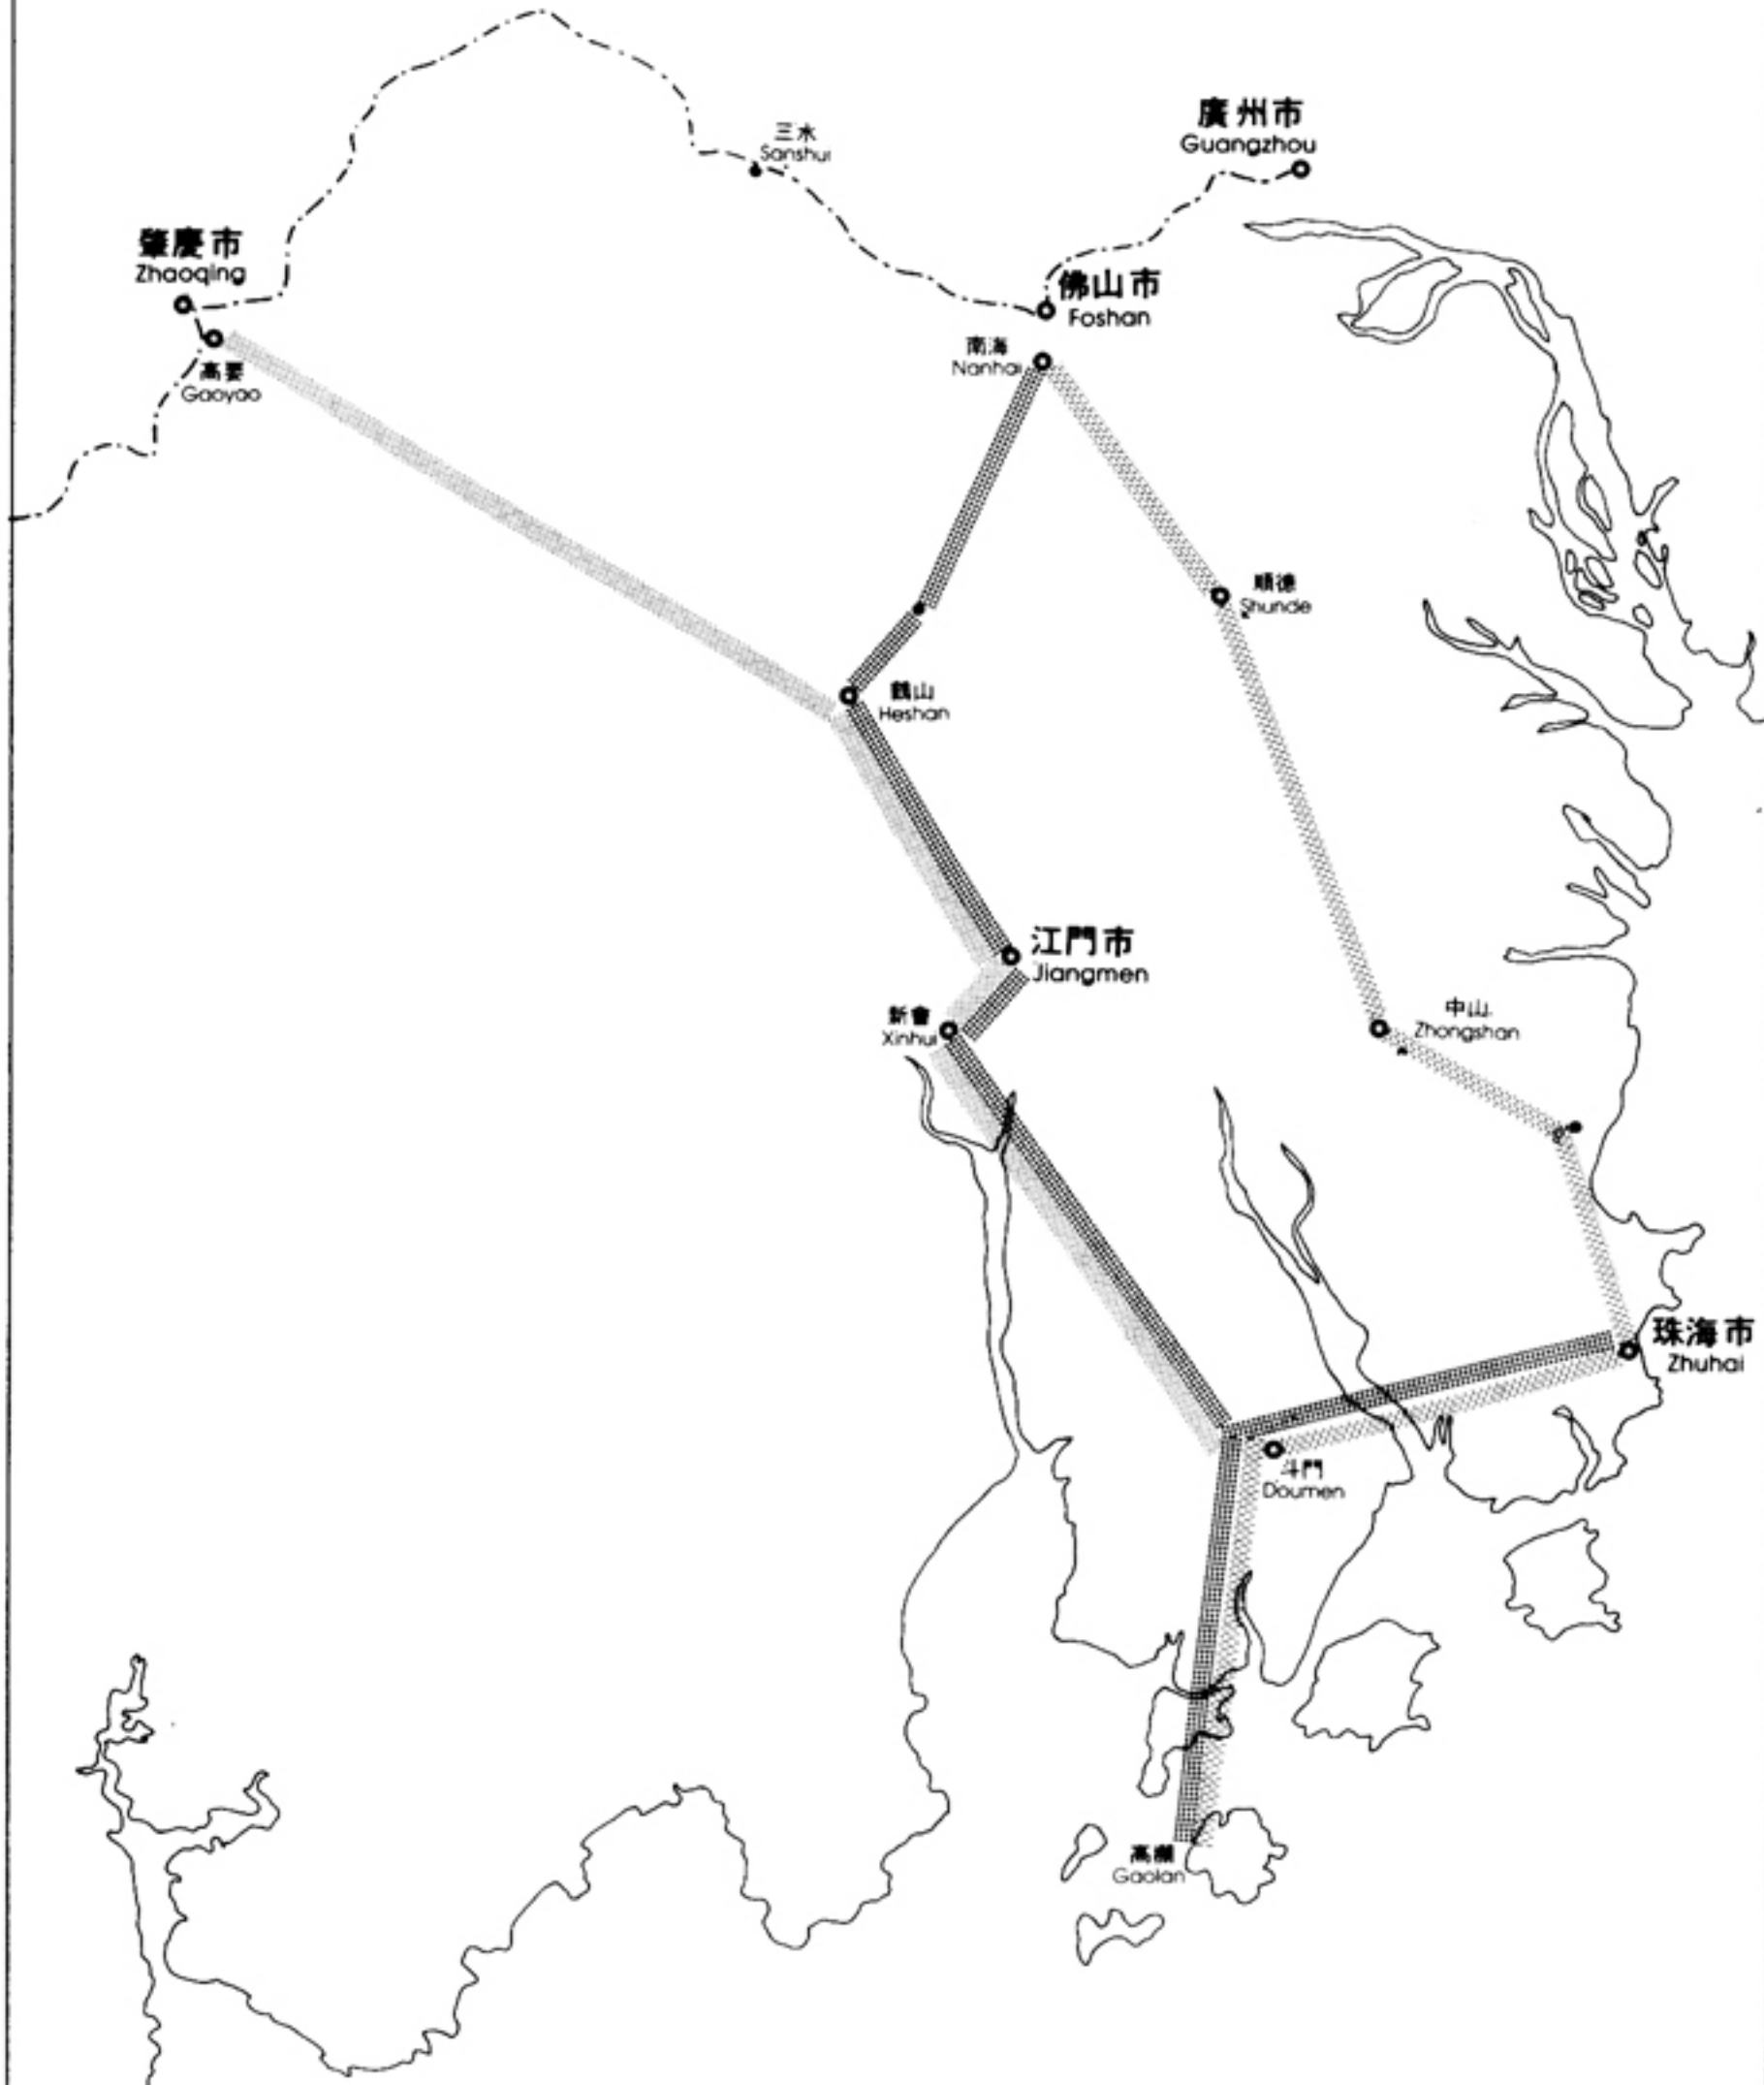 廣州市
Guangzhou
三水
Sanshui
肇慶市
Zhaoqing
佛山市
Foshan
南海
Nanhai
高要
Gaoyao
順德
Shunde
鶴山
Heshan
江門市
Jiangmen
新會
Xinhui
中山
Zhongshan
珠海市
Zhuhai
斗門
Doumen
高欄
Gaolan